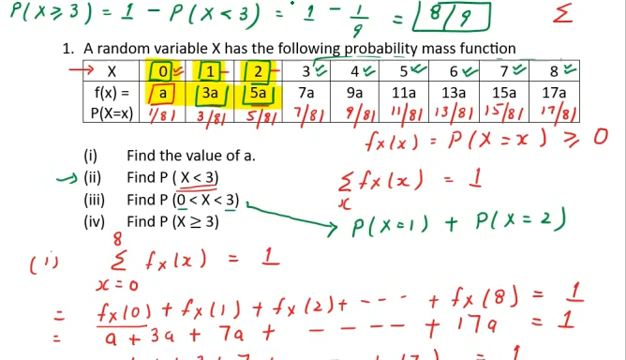 P(X≥3) = 1 - P(X<3) = 1 - 1/9 = 8/9 Σ
1. A random variable X has the following probability mass function
→ X 0 1 2 3 4 5 6 7 8
f(x) = a 3a 5a 7a 9a 11a 13a 15a 17a
P(X=x) 1/81 3/81 5/81 7/81 9/81 11/81 13/81 15/81 17/81
fx(x) = P(X=x) ≥ 0
(i) Find the value of a.
(ii) Find P ( X < 3)
Σ fx(x) = 1
x
(iii) Find P (0 < X < 3)
P(X=1) + P(X=2)
(iv) Find P (X ≥ 3)
(i) 8 Σ x=0 fx(x) = 1
= fx(0) + fx(1) + fx(2) + ---- + fx(8) = 1
= a + 3a + 7a + ----- + 17a = 1